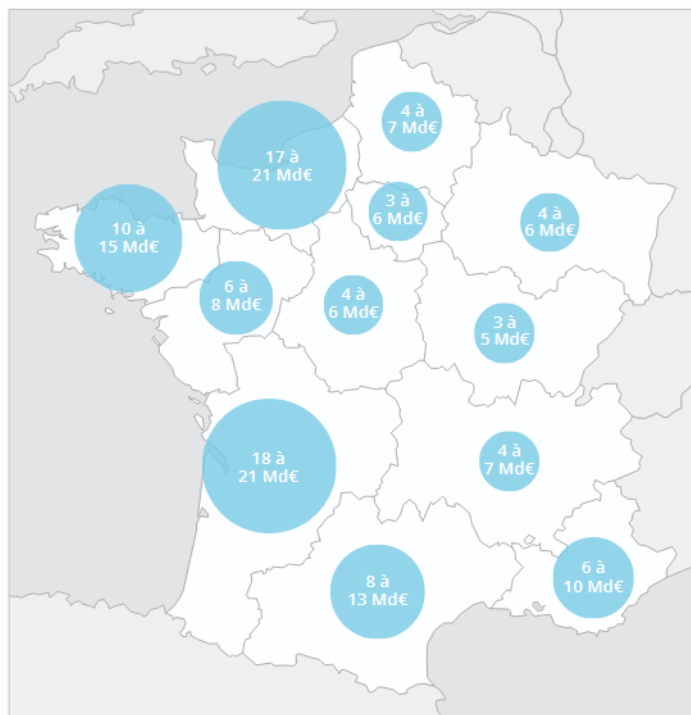 4 à
7 Md€
17 à
21 Md€
3 à
6 Md€
4 à
6 Md€
10 à
15 Md€
6 à
8 Md€
4 à
6 Md€
3 à
5 Md€
18 à
21 Md€
4 à
7 Md€
8 à
13 Md€
6 à
10 Md€